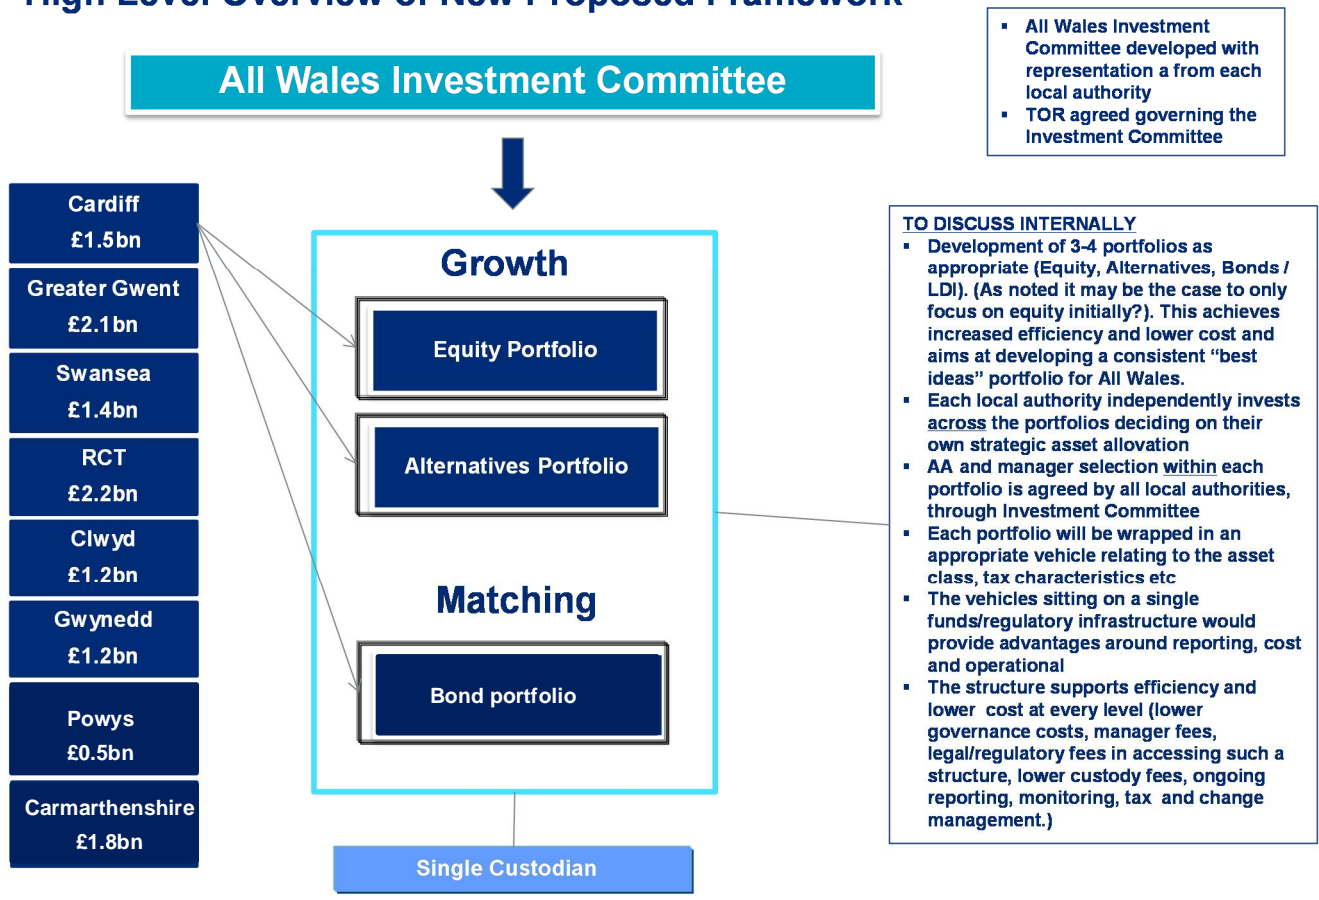 High Level Overview of New Proposed Framework
All Wales Investment Committee
▪ All Wales Investment
Committee developed with
representation a from each
local authority
▪ TOR agreed governing the
Investment Committee
Cardiff
£1.5bn
Greater Gwent
£2.1bn
Swansea
£1.4bn
RCT
£2.2bn
Clwyd
£1.2bn
Gwynedd
£1.2bn
Powys
£0.5bn
Carmarthenshire
£1.8bn
Growth
Equity Portfolio
Alternatives Portfolio
Matching
Bond portfolio
Single Custodian
TO DISCUSS INTERNALLY
▪ Development of 3-4 portfolios as
appropriate (Equity, Alternatives, Bonds /
LDI). (As noted it may be the case to only
focus on equity initially?). This achieves
increased efficiency and lower cost and
aims at developing a consistent “best
ideas” portfolio for All Wales.
▪ Each local authority independently invests
across the portfolios deciding on their
own strategic asset allovation
▪ AA and manager selection within each
portfolio is agreed by all local authorities,
through Investment Committee
▪ Each portfolio will be wrapped in an
appropriate vehicle relating to the asset
class, tax characteristics etc
▪ The vehicles sitting on a single
funds/regulatory infrastructure would
provide advantages around reporting, cost
and operational
▪ The structure supports efficiency and
lower cost at every level (lower
governance costs, manager fees,
legal/regulatory fees in accessing such a
structure, lower custody fees, ongoing
reporting, monitoring, tax and change
management.)